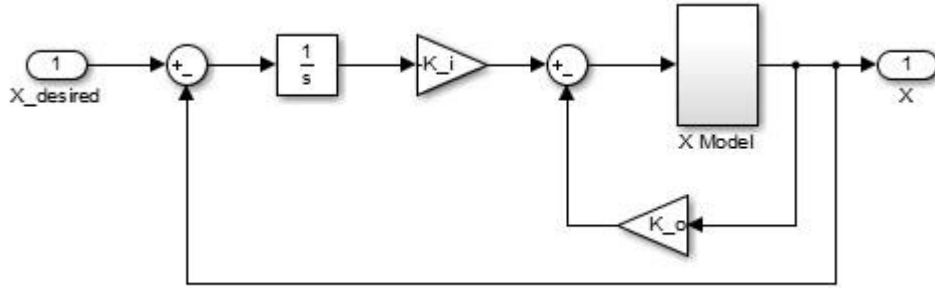 1
X_desired
+
-
1
s
-K_i
+
-
X Model
1
X
K_o